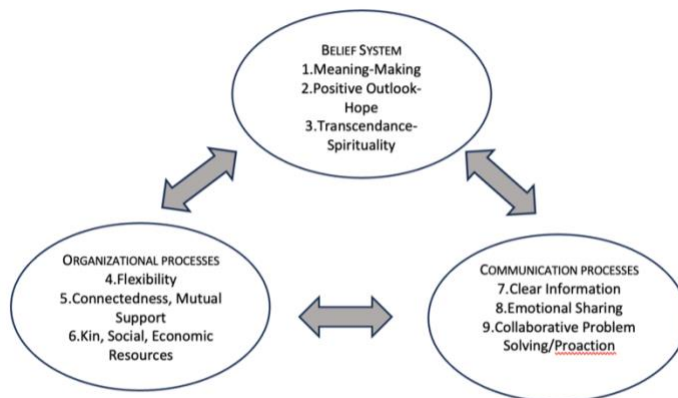 BELIEF SYSTEM
1.Meaning-Making
2.Positive Outlook-
Hope
3.Transcendance-
Spirituality
ORGANIZATIONAL PROCESSES
4.Flexibility
5.Connectedness, Mutual
Support
6.Kin, Social, Economic
Resources
COMMUNICATION PROCESSES
7.Clear Information
8.Emotional Sharing
9.Collaborative Problem
Solving/Proaction